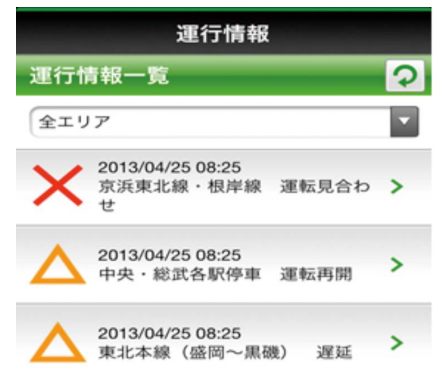 運行情報
運行情報一覧
全エリア
2013/04/25 08:25
京浜東北線・根岸線　運転見合わ
せ
2013/04/25 08:25
中央・総武各駅停車　運転再開
2013/04/25 08:25
東北本線（盛岡～黒磯）　遅延